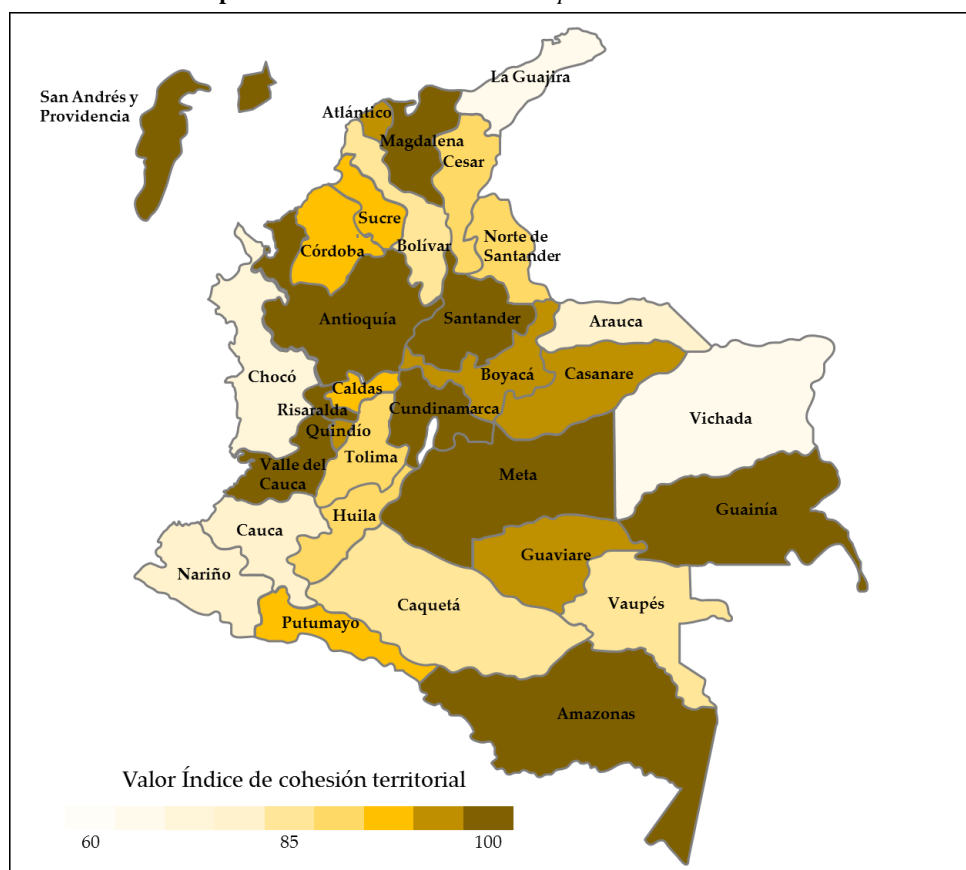 La Guajira
San Andrés y
Providencia
Atlántico
Magdalena
Cesar
Sucre
Córdoba
Bolívar
Norte de
Santander
Antioquía
Santander
Arauca
Chocó
Caldas
Boyacá
Casanare
Risaralda
Cundinamarca
Quindío
Vichada
Tolima
Valle del
Cauca
Meta
Guainía
Huila
Cauca
Guaviare
Nariño
Caquetá
Vaupés
Putumayo
Amazonas
Valor Índice de cohesión territorial
60 85 100